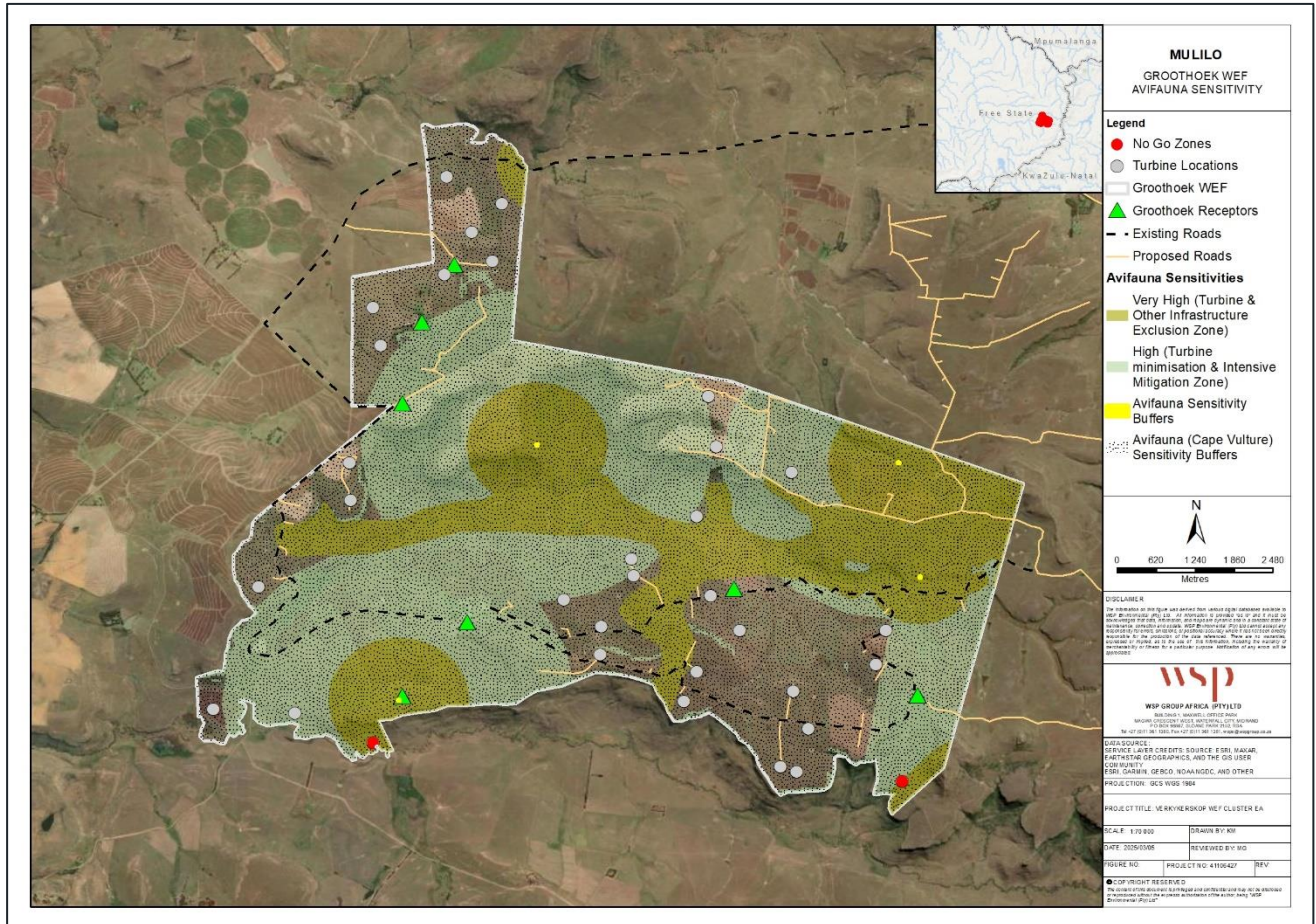 Mpumalanga
Free State
KwaZulu-Natal
MULILO
GROOTHOEK WEF
AVIFAUNA SENSITIVITY
Legend
No Go Zones
Turbine Locations
Groothoek WEF
Groothoek Receptors
Existing Roads
Proposed Roads
Avifauna Sensitivities
Very High (Turbine &
Other Infrastructure
Exclusion Zone)
High (Turbine
minimisation & Intensive
Mitigation Zone)
Avifauna Sensitivity
Buffers
Avifauna (Cape Vulture)
Sensitivity Buffers
N
0 620 1 240 1 860 2 480
Metres
DISCLAIMER
wsp
WSP GROUP AFRICA (PTY) LTD
DATA SOURCE:
SERVICE LAYER CREDITS: SOURCE: ESRI, MAXAR,
EARTHSTAR GEOGRAPHICS, AND THE GIS USER
COMMUNITY
ESRI, GARMIN, GEBCO, NOAA NGDC, AND OTHER
PROJECTION: GCS WGS 1984
PROJECT TITLE: VERKYKERSKOP WEF CLUSTER EA
SCALE: 1:70 000
DRAWN BY: KM
DATE: 2025/03/05
REVIEWED BY: MO
FIGURE NO:
PROJECT NO: 41106427
REV:
© COPYRIGHT RESERVED